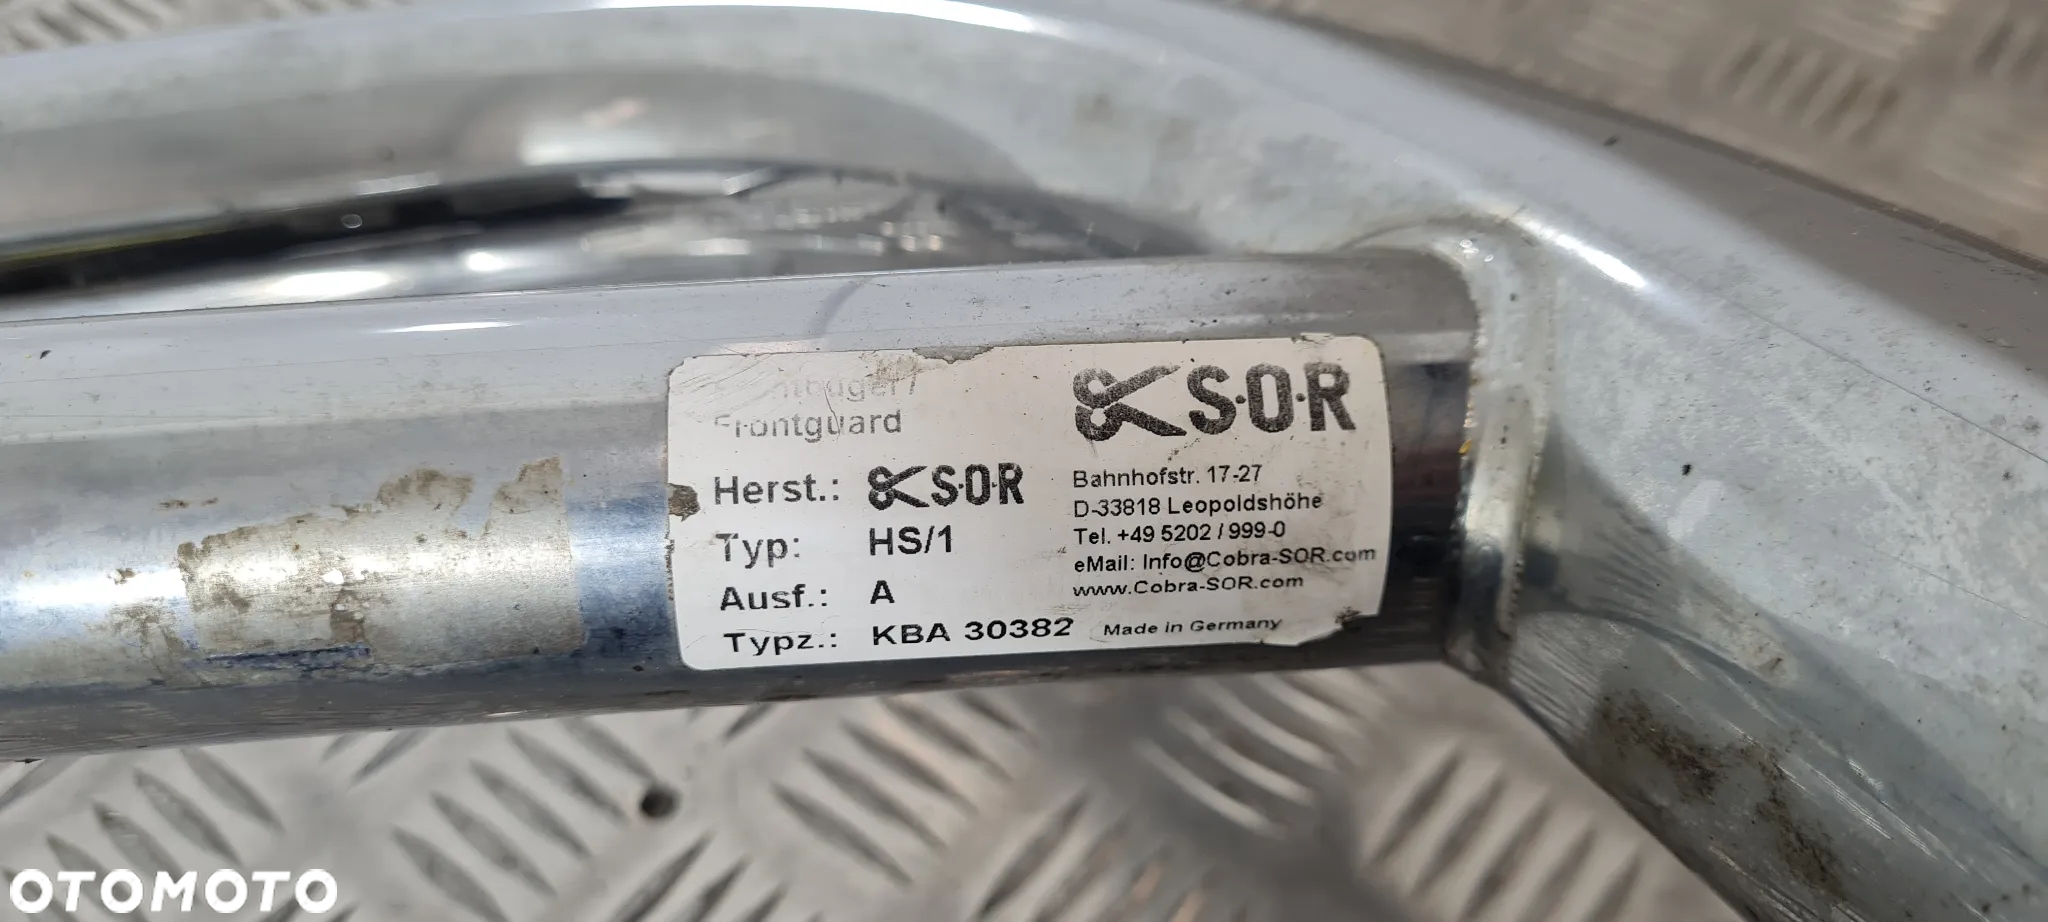 Frontguard
S·O·R
Herst.: S·O·R
Typ: HS/1
Ausf.: A
Typz.: KBA 30382
Bahnhofstr. 17-27
D-33818 Leopoldshöhe
Tel. +49 5202 / 999-0
eMail: Info@Cobra-SOR.com
www.Cobra-SOR.com
Made in Germany
OTOMOTO